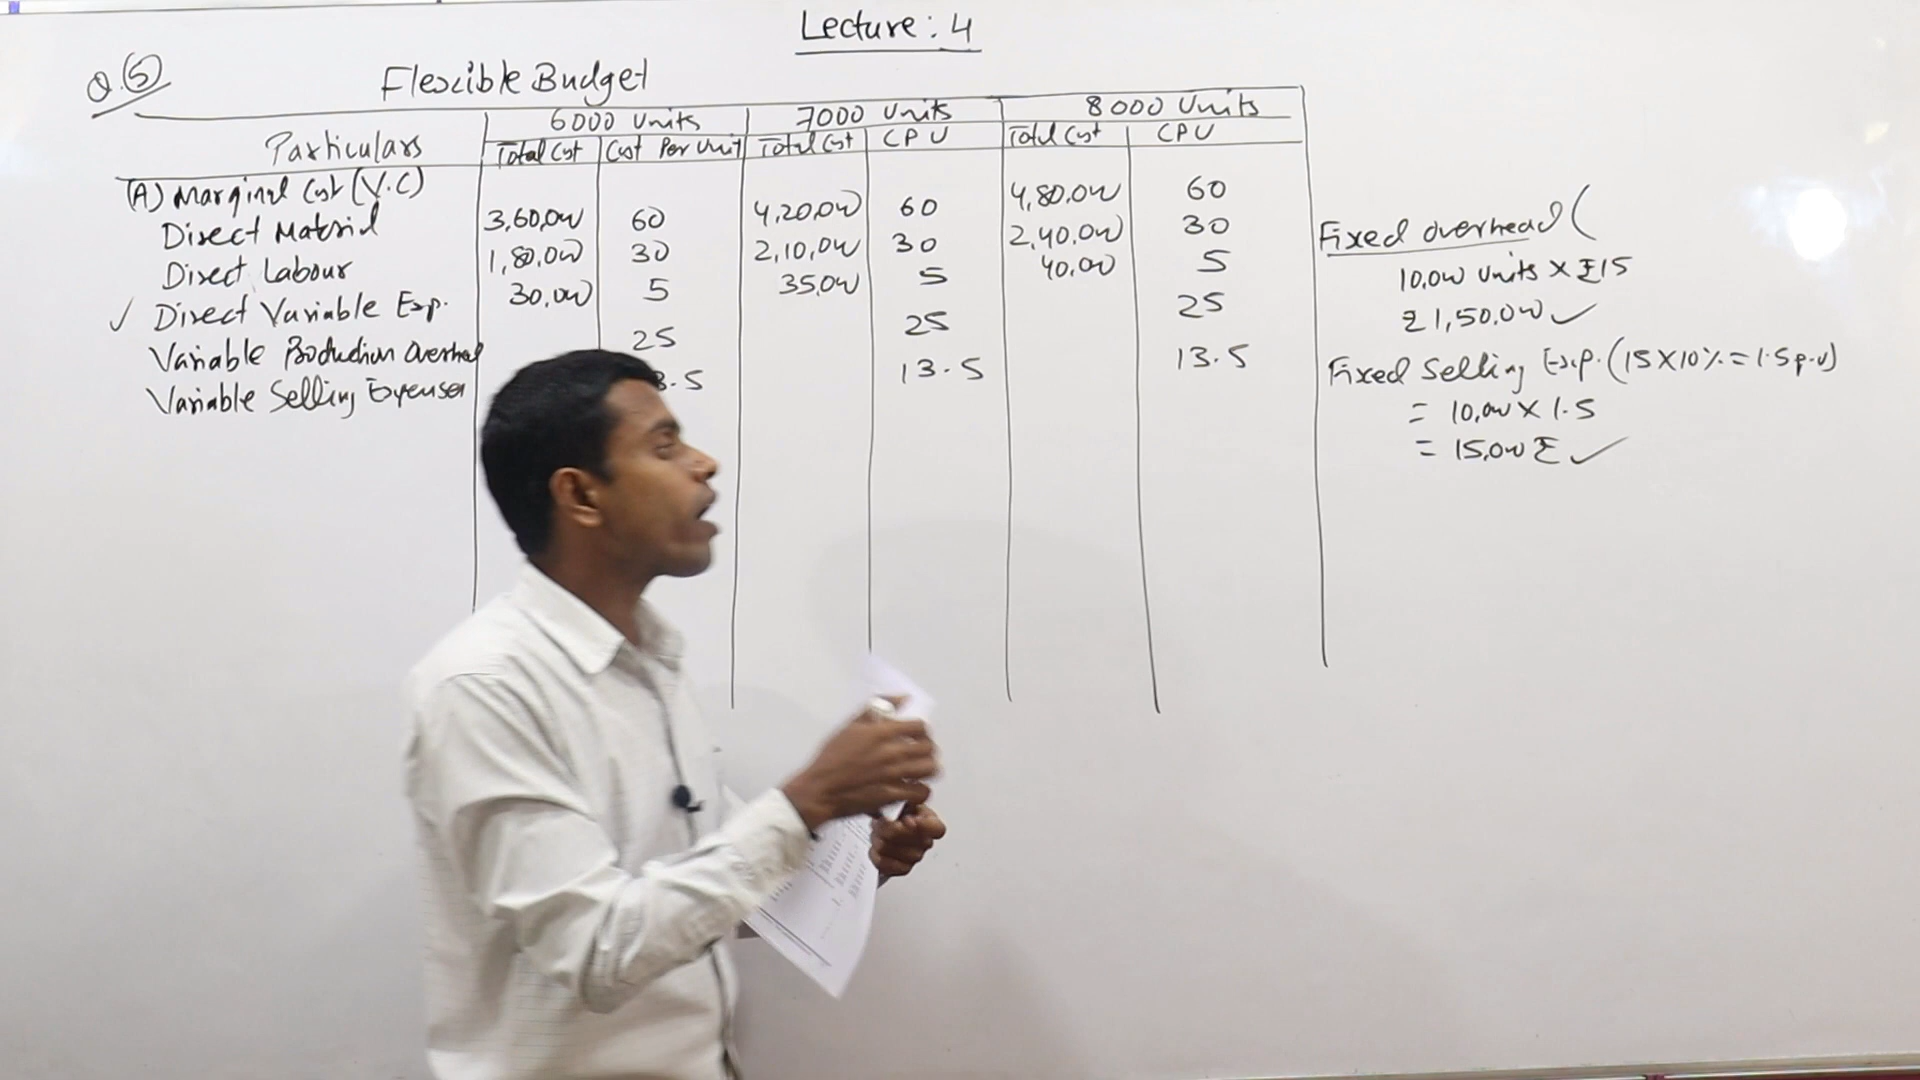 Lecture: 4
Q.(5)
Flexible Budget
Particulars
6000 Units
7000 Units
8000 Units
Total Cost
Cost Per Unit
Total Cost
CPU
Total Cost
CPU
(A) Marginal Cost (V.C)
Direct Material 3,60,000 60 4,20,000 60 4,80,000 60
Direct Labour 1,80,000 30 2,10,000 30 2,40,000 30
✓ Direct Variable Exp. 30,000 5 35,000 5 40,000 5
Variable Production Overhead 25 25 25
Variable Selling Expenses 3.5 13.5 13.5
Fixed overhead (
10,000 Units × ₹15
₹1,50,000 ✓
Fixed Selling Exp. (15×10% = 1.5 p.u)
= 10,000 × 1.5
= 15,000 ₹ ✓